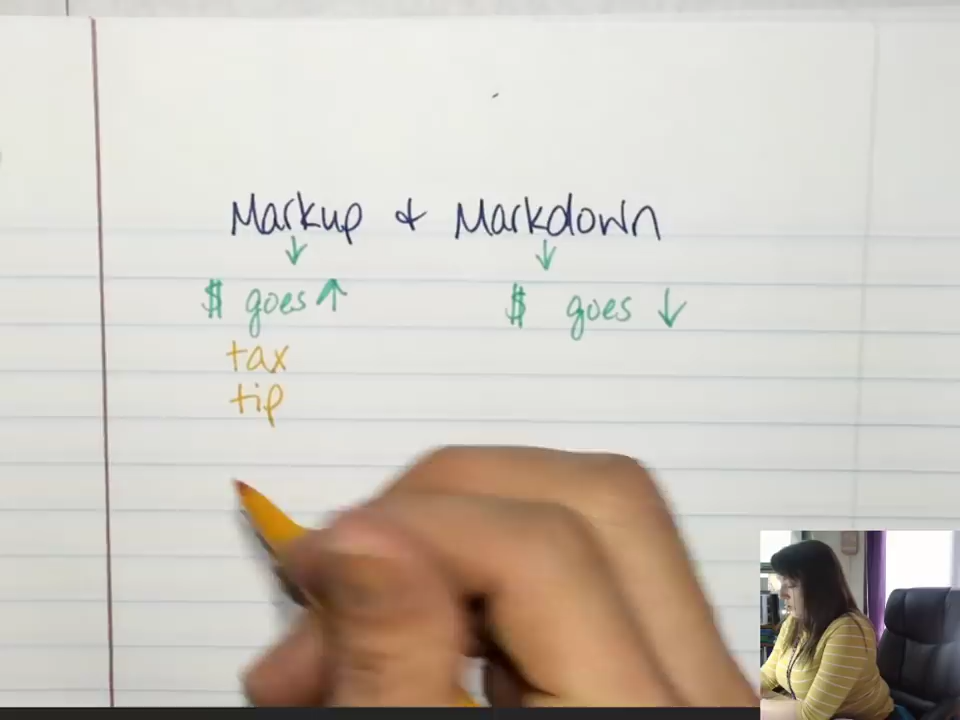 Markup & Markdown
↓ ↓
$ goes ↑ $ goes ↓
tax
tip